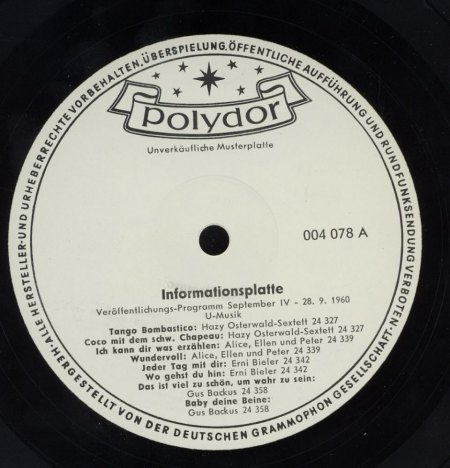 ALLE HERSTELLER- UND URHEBERRECHTE VORBEHALTEN. ÜBERSPIELUNG, ÖFFENTLICHE AUFFÜHRUNG UND RUNDFUNKSENDUNG VERBOTEN.
Polydor
Unverkäufliche Musterplatte
004 078 A
Informationsplatte
Veröffentlichungs-Programm September IV - 28. 9. 1960
U-Musik
Tango Bombastico: Hazy Osterwald-Sextett 24 327
Coco mit dem schw. Chapeau: Hazy Osterwald-Sextett 24 327
Ich kann dir was erzählen: Alice, Ellen und Peter 24 339
Wundervoll: Alice, Ellen und Peter 24 339
Jeder Tag mit dir: Erni Bieler 24 342
Wo gehst du hin: Erni Bieler 24 342
Das ist viel zu schön, um wahr zu sein:
Gus Backus 24 358
Baby deine Beine:
Gus Backus 24 358
HERGESTELLT VON DER DEUTSCHEN GRAMMOPHON GESELLSCHAFT